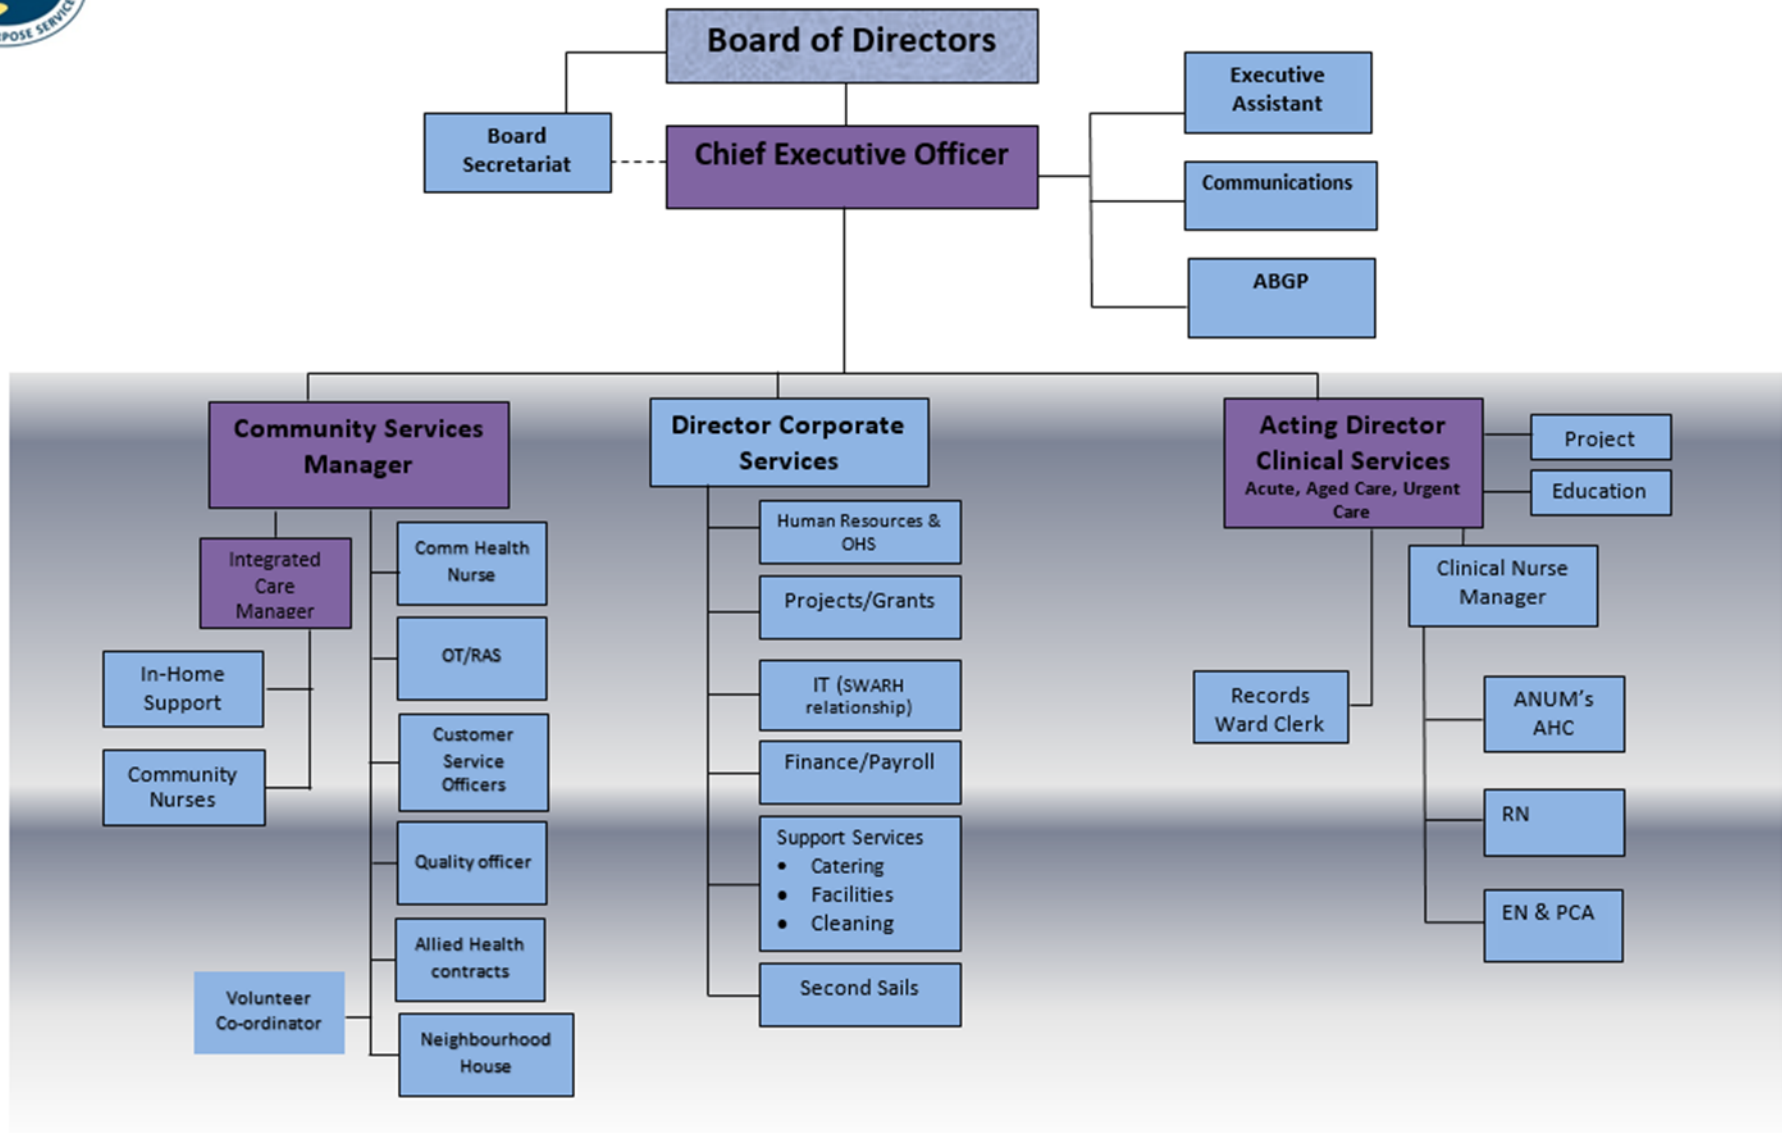 RPOSE SERVICE
Board of Directors
Board
Secretariat
Chief Executive Officer
Executive
Assistant
Communications
ABGP
Community Services
Manager
Integrated
Care
Manager
In-Home
Support
Community
Nurses
Comm Health
Nurse
OT/RAS
Customer
Service
Officers
Quality officer
Allied Health
contracts
Volunteer
Co-ordinator
Neighbourhood
House
Director Corporate
Services
Human Resources &
OHS
Projects/Grants
IT (SWARH
relationship)
Finance/Payroll
Support Services
• Catering
• Facilities
• Cleaning
Second Sails
Acting Director
Clinical Services
Acute, Aged Care, Urgent
Care
Project
Education
Clinical Nurse
Manager
Records
Ward Clerk
ANUM’s
AHC
RN
EN & PCA